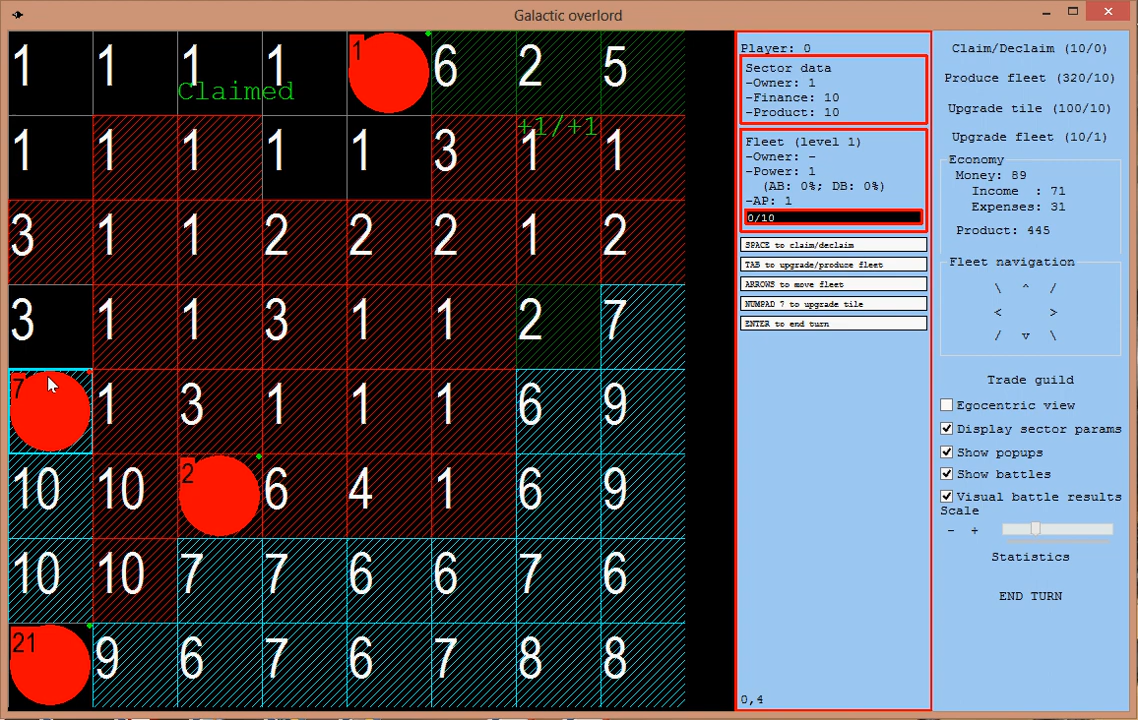 Galactic overlord
1 1 1 1 1 6 2 5
Claimed
+1/+1
1 1 1 1 1 3 1 1
3 1 1 2 2 2 1 2
3 1 1 3 1 1 2 7
7 1 3 1 1 1 6 9
10 10 2 6 4 1 6 9
10 10 7 7 6 6 7 6
21 9 6 7 6 7 8 8
Player: 0
Sector data
-Owner: 1
-Finance: 10
-Product: 10
Fleet (level 1)
-Owner: -
-Power: 1
(AB: 0%; DB: 0%)
-AP: 1
0/10
SPACE to claim/declaim
TAB to upgrade/produce fleet
ARROWS to move fleet
NUMPAD 7 to upgrade tile
ENTER to end turn
0,4
Claim/Declaim (10/0)
Produce fleet (320/10)
Upgrade tile (100/10)
Upgrade fleet (10/1)
Economy
Money: 89
Income : 71
Expenses: 31
Product: 445
Fleet navigation
\ ^ /
< >
/ v \
Trade guild
Egocentric view
Display sector params
Show popups
Show battles
Visual battle results
Scale
- +
Statistics
END TURN